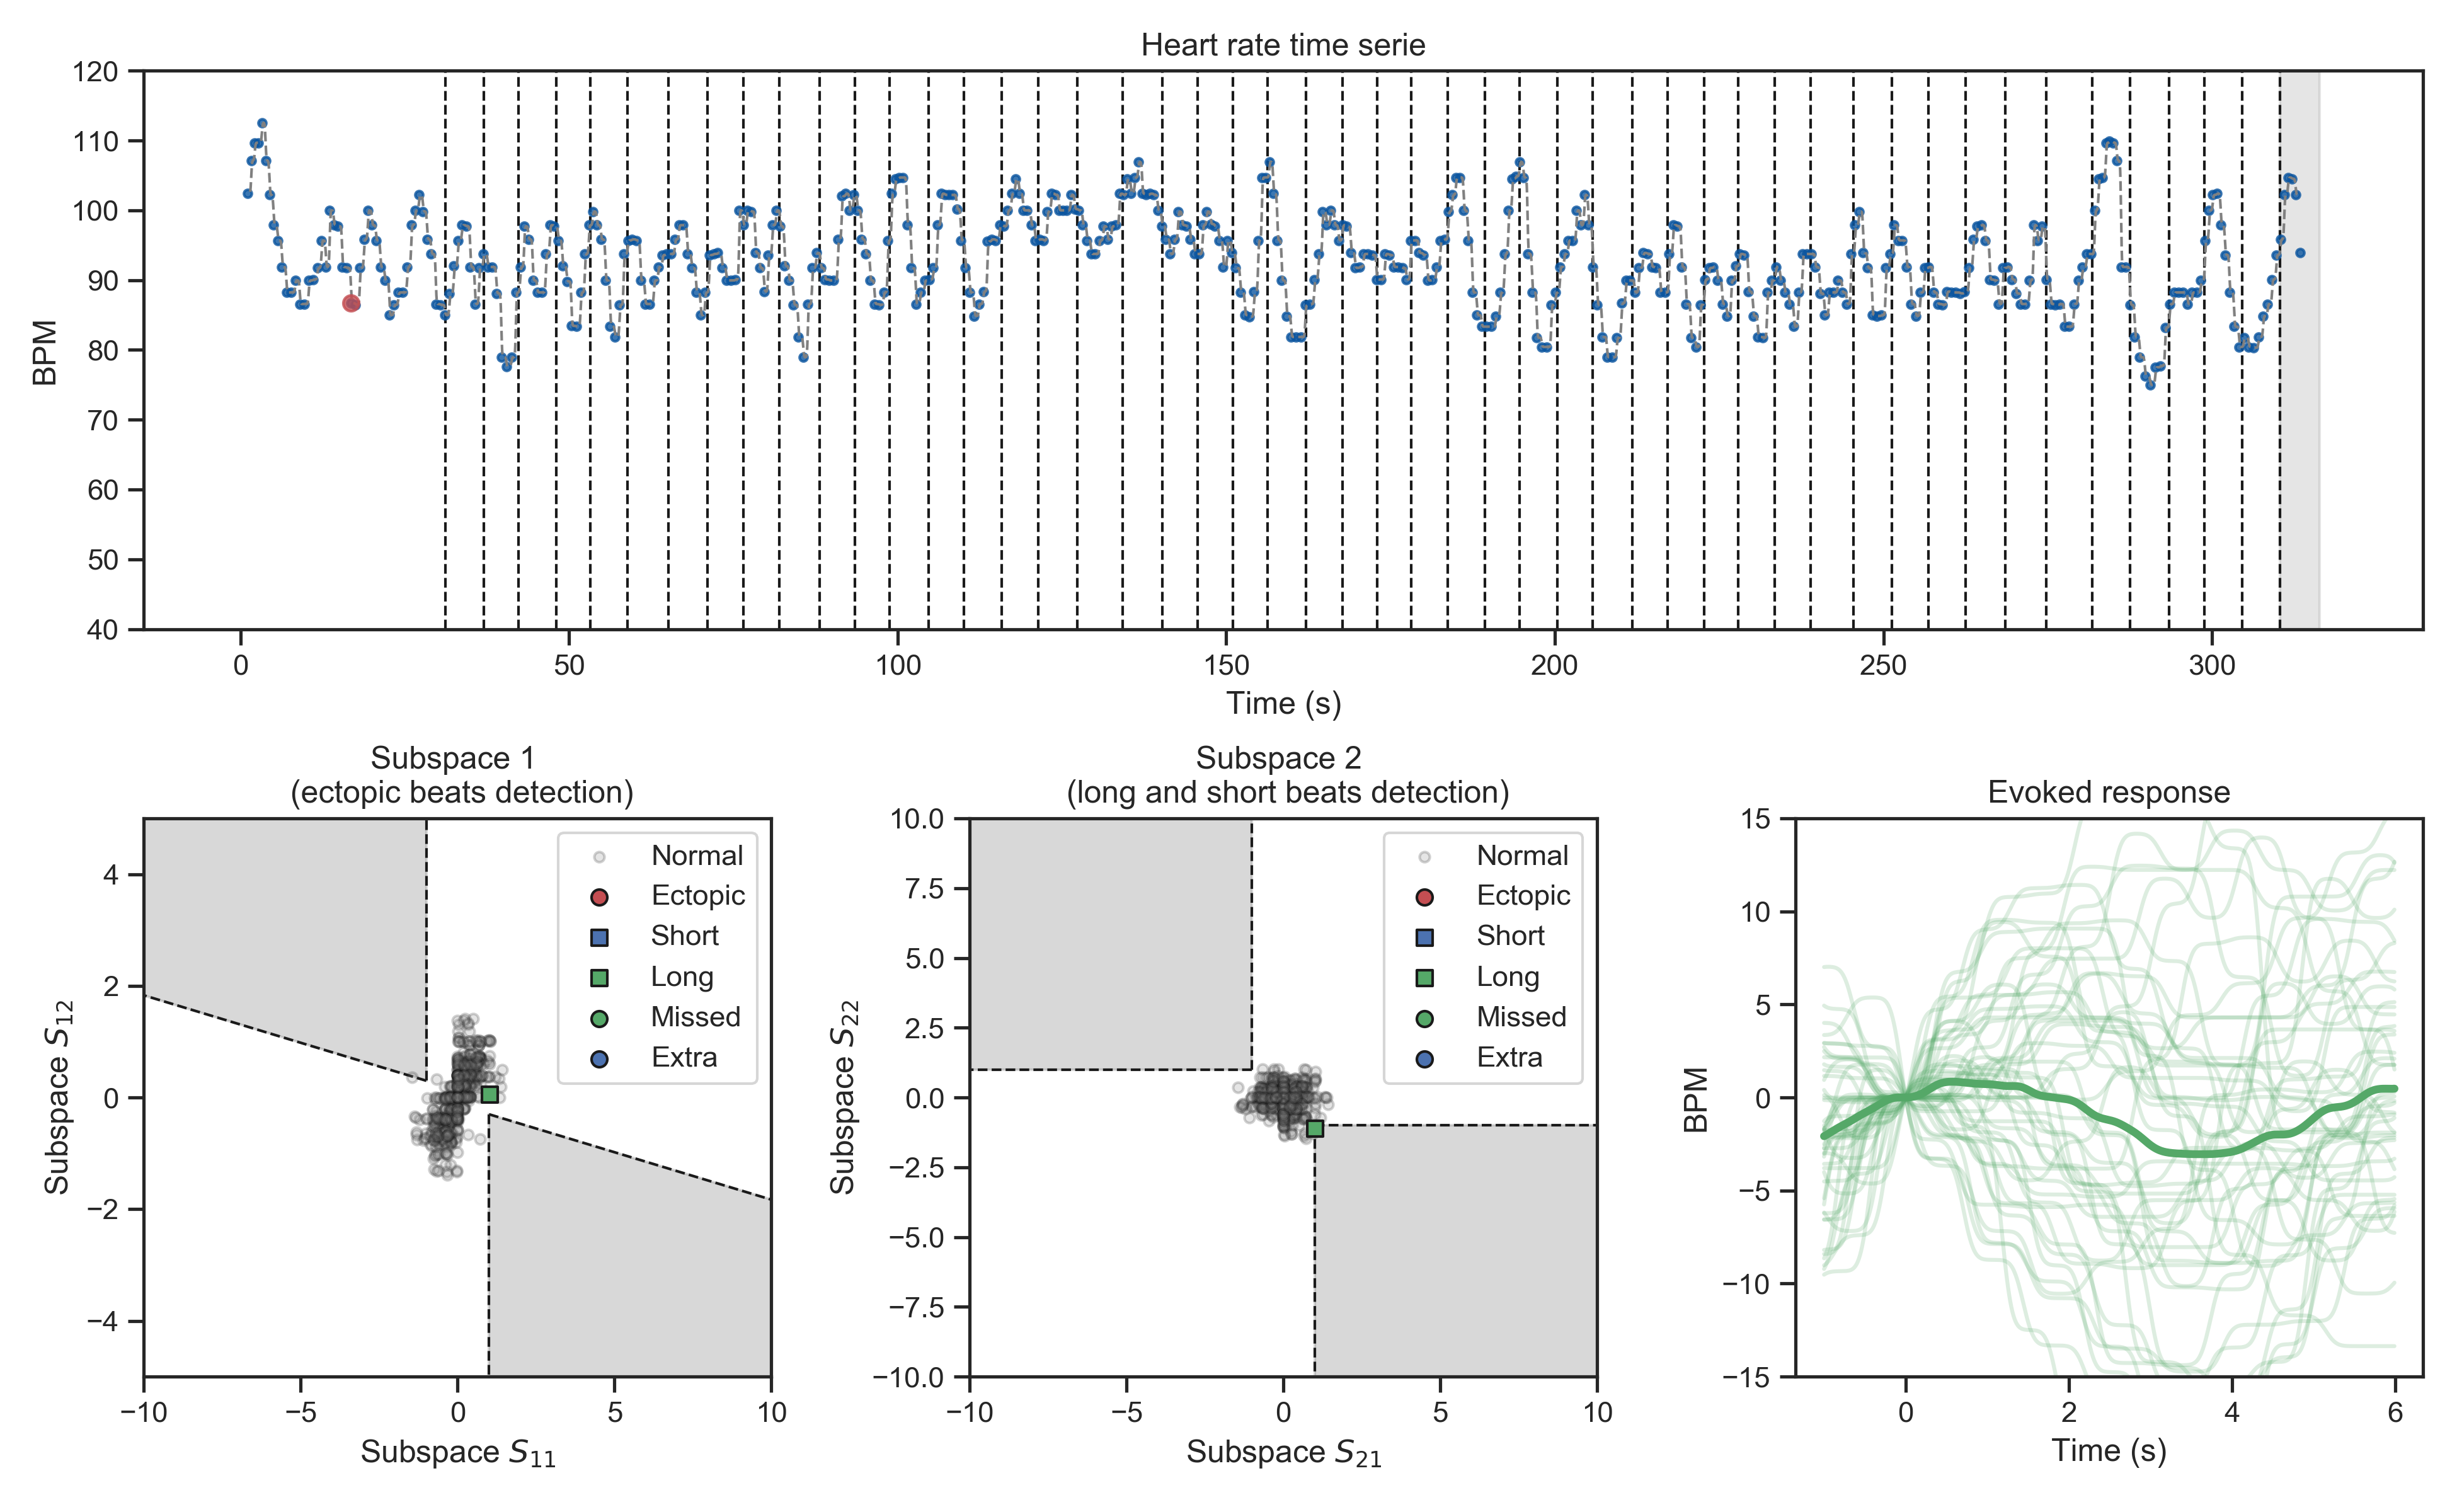 Heart rate time serie
BPM
120
110
100
90
80
70
60
50
40
0 50 100 150 200 250 300
Time (s)
Subspace 1
(ectopic beats detection)
Subspace S12
4
2
0
−2
−4
Normal
Ectopic
Short
Long
Missed
Extra
−10 −5 0 5 10
Subspace S11
Subspace 2
(long and short beats detection)
Subspace S22
10.0
7.5
5.0
2.5
0.0
−2.5
−5.0
−7.5
−10.0
Normal
Ectopic
Short
Long
Missed
Extra
−10 −5 0 5 10
Subspace S21
Evoked response
BPM
15
10
5
0
−5
−10
−15
0 2 4 6
Time (s)